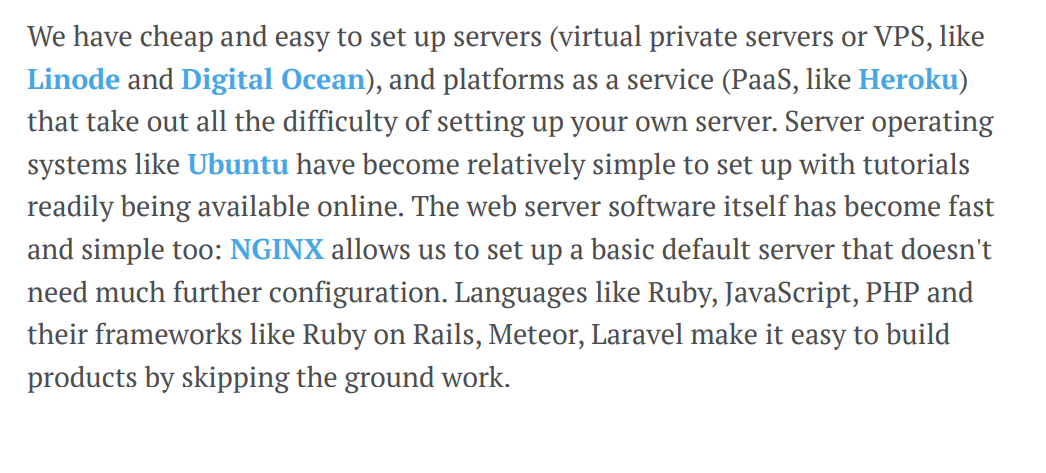 We have cheap and easy to set up servers (virtual private servers or VPS, like
Linode and Digital Ocean), and platforms as a service (PaaS, like Heroku)
that take out all the difficulty of setting up your own server. Server operating
systems like Ubuntu have become relatively simple to set up with tutorials
readily being available online. The web server software itself has become fast
and simple too: NGINX allows us to set up a basic default server that doesn't
need much further configuration. Languages like Ruby, JavaScript, PHP and
their frameworks like Ruby on Rails, Meteor, Laravel make it easy to build
products by skipping the ground work.